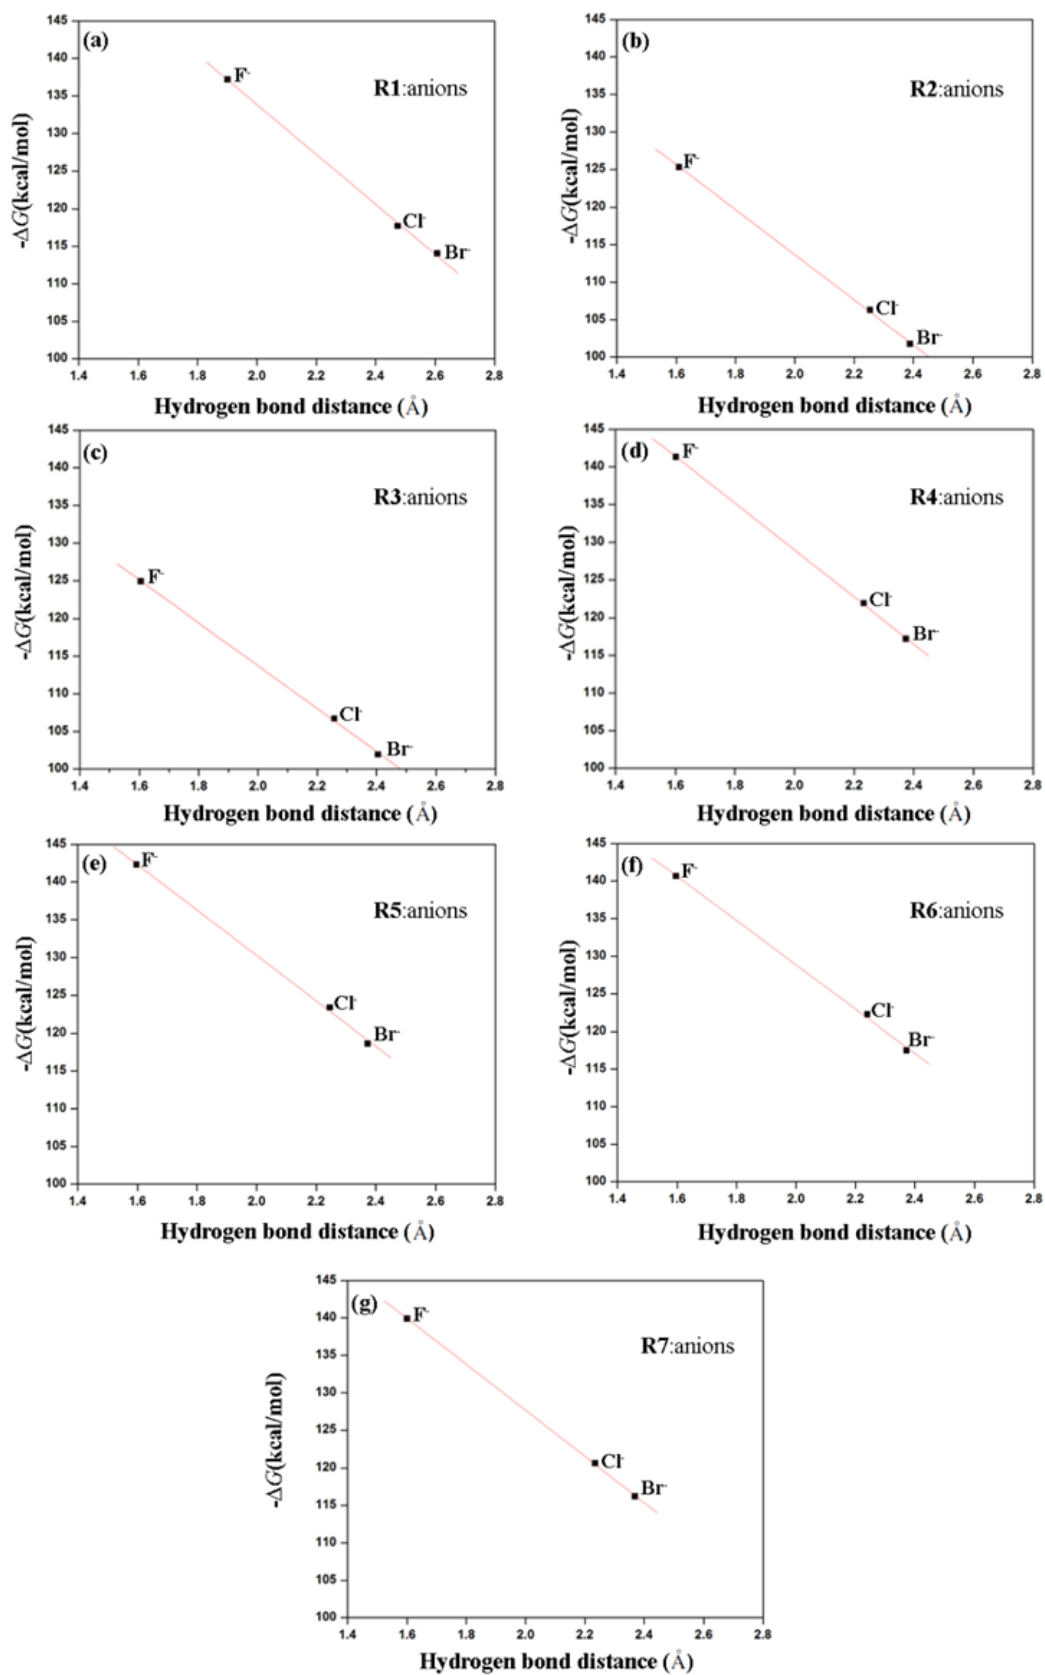 (a)
R1:anions
F-
Cl-
Br-
-ΔG(kcal/mol)
145
140
135
130
125
120
115
110
105
100
1.4 1.6 1.8 2.0 2.2 2.4 2.6 2.8
Hydrogen bond distance (Å)
(b)
R2:anions
F-
Cl-
Br-
-ΔG(kcal/mol)
145
140
135
130
125
120
115
110
105
100
1.4 1.6 1.8 2.0 2.2 2.4 2.6 2.8
Hydrogen bond distance (Å)
(c)
R3:anions
F-
Cl-
Br-
-ΔG(kcal/mol)
145
140
135
130
125
120
115
110
105
100
1.4 1.6 1.8 2.0 2.2 2.4 2.6 2.8
Hydrogen bond distance (Å)
(d)
R4:anions
F-
Cl-
Br-
-ΔG(kcal/mol)
145
140
135
130
125
120
115
110
105
100
1.4 1.6 1.8 2.0 2.2 2.4 2.6 2.8
Hydrogen bond distance (Å)
(e)
R5:anions
F-
Cl-
Br-
-ΔG(kcal/mol)
145
140
135
130
125
120
115
110
105
100
1.4 1.6 1.8 2.0 2.2 2.4 2.6 2.8
Hydrogen bond distance (Å)
(f)
R6:anions
F-
Cl-
Br-
-ΔG(kcal/mol)
145
140
135
130
125
120
115
110
105
100
1.4 1.6 1.8 2.0 2.2 2.4 2.6 2.8
Hydrogen bond distance (Å)
(g)
R7:anions
F-
Cl-
Br-
-ΔG(kcal/mol)
145
140
135
130
125
120
115
110
105
100
1.4 1.6 1.8 2.0 2.2 2.4 2.6 2.8
Hydrogen bond distance (Å)